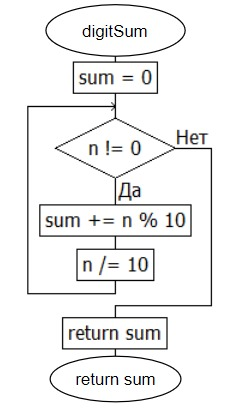 digitSum
sum = 0
n != 0
Нет
Да
sum += n % 10
n /= 10
return sum
return sum